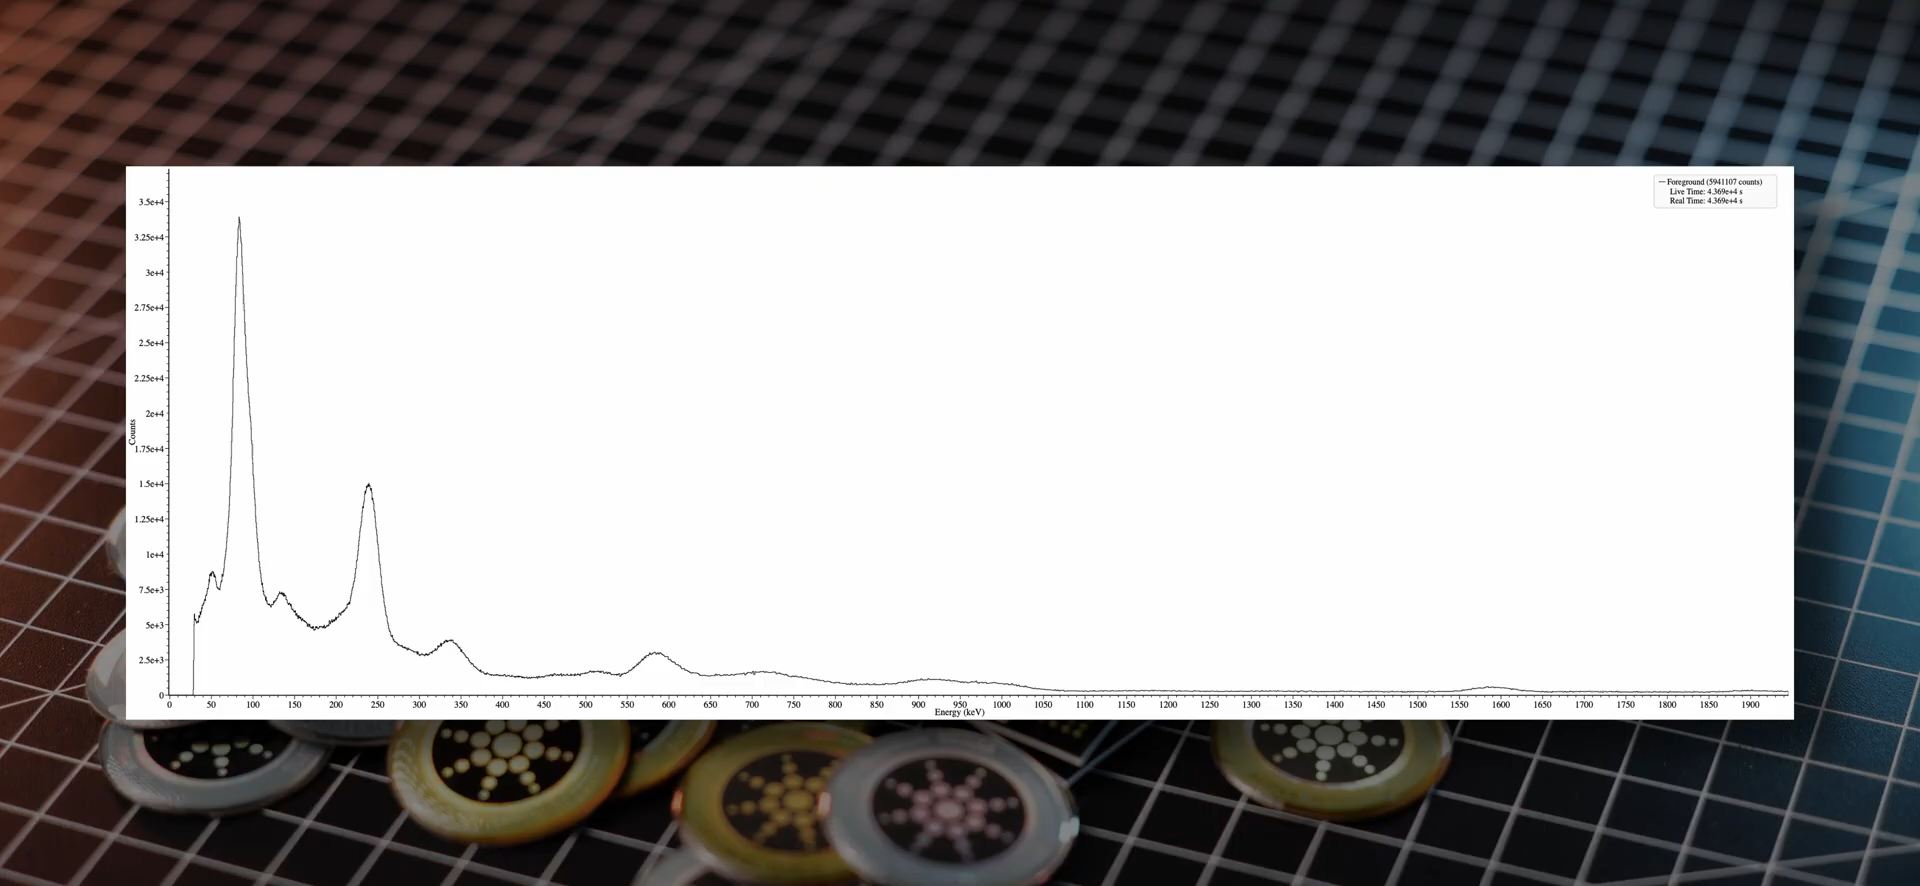 — Foreground (5941107 counts)
Live Time: 4.369e+4 s
Real Time: 4.369e+4 s
3.5e+4
3.25e+4
3e+4
2.75e+4
2.5e+4
2.25e+4
2e+4
1.75e+4
1.5e+4
1.25e+4
1e+4
7.5e+3
5e+3
2.5e+3
0
Counts
0 50 100 150 200 250 300 350 400 450 500 550 600 650 700 750 800 850 900 950 1000 1050 1100 1150 1200 1250 1300 1350 1400 1450 1500 1550 1600 1650 1700 1750 1800 1850 1900
Energy (keV)